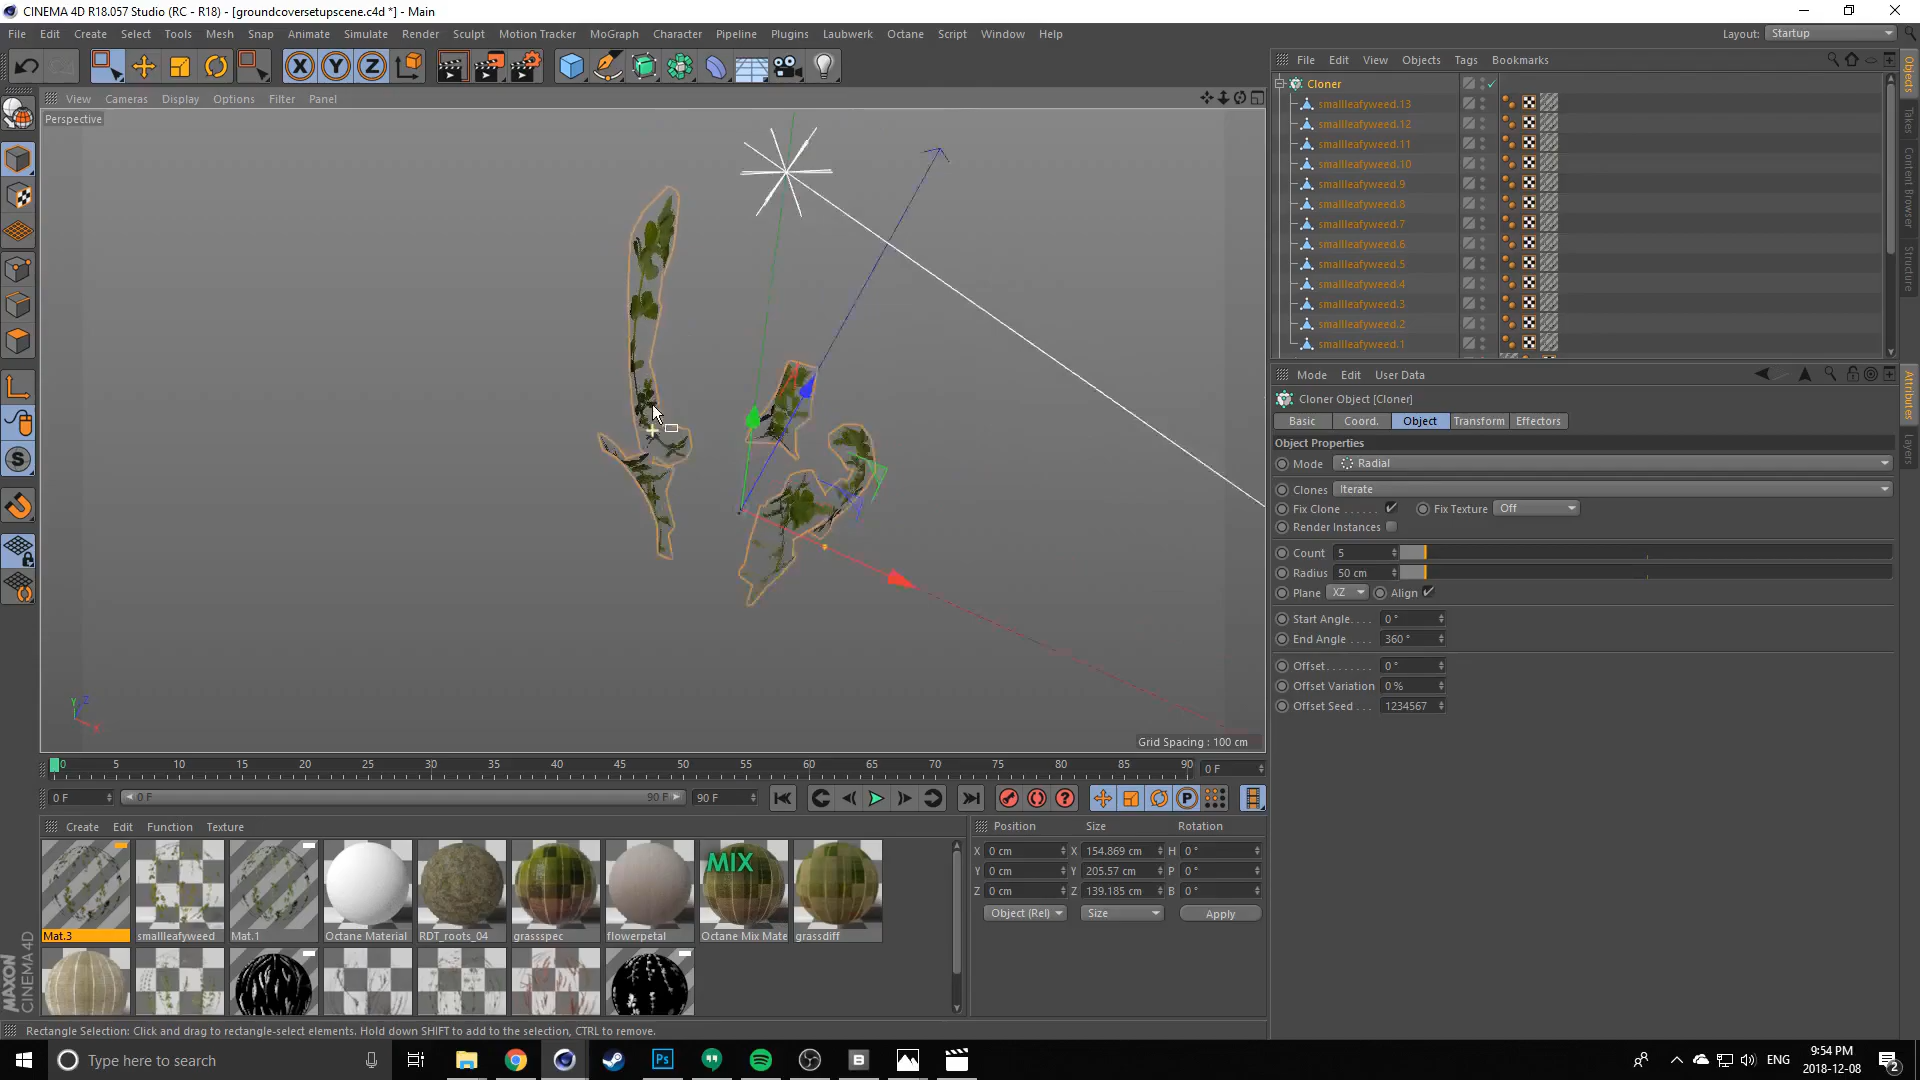 CINEMA 4D R18.057 Studio (RC - R18) - [groundcoversetupscene.c4d *] - Main
File Edit Create Select Tools Mesh Snap Animate Simulate Render Sculpt Motion Tracker MoGraph Character Pipeline Plugins Laubwerk Octane Script Window Help
Layout: Startup
X Y Z
View Cameras Display Options Filter Panel
Perspective
Grid Spacing : 100 cm
Y Z
X
S
File Edit View Objects Tags Bookmarks
Cloner
smallleafyweed.13
smallleafyweed.12
smallleafyweed.11
smallleafyweed.10
smallleafyweed.9
smallleafyweed.8
smallleafyweed.7
smallleafyweed.6
smallleafyweed.5
smallleafyweed.4
smallleafyweed.3
smallleafyweed.2
smallleafyweed.1
Objects
Takes
Content Browser
Structure
Mode Edit User Data
Cloner Object [Cloner]
Basic Coord. Object Transform Effectors
Object Properties
Mode Radial
Clones Iterate
Fix Clone . . . . . . Fix Texture Off
Render Instances
Count 5
Radius 50 cm
Plane XZ Align
Start Angle. . . . 0 °
End Angle . . . . 360 °
Offset. . . . . . . . 0 °
Offset Variation 0 %
Offset Seed . . . 1234567
Attributes
Layers
0 5 10 15 20 25 30 35 40 45 50 55 60 65 70 75 80 85 90 0 F
0 F 0 F 90 F 90 F
P
Create Edit Function Texture
Mat.3 smallleafyweed Mat.1 Octane Material RDT_roots_04 grassspec flowerpetal Octane Mix Mate grassdiff
MIX
Position Size Rotation
X 0 cm X 154.869 cm H 0 °
Y 0 cm Y 205.57 cm P 0 °
Z 0 cm Z 139.185 cm B 0 °
Object (Rel) Size Apply
MAXON
CINEMA 4D
Rectangle Selection: Click and drag to rectangle-select elements. Hold down SHIFT to add to the selection, CTRL to remove.
Type here to search
Ps
B
ENG
9:54 PM
2018-12-08
2